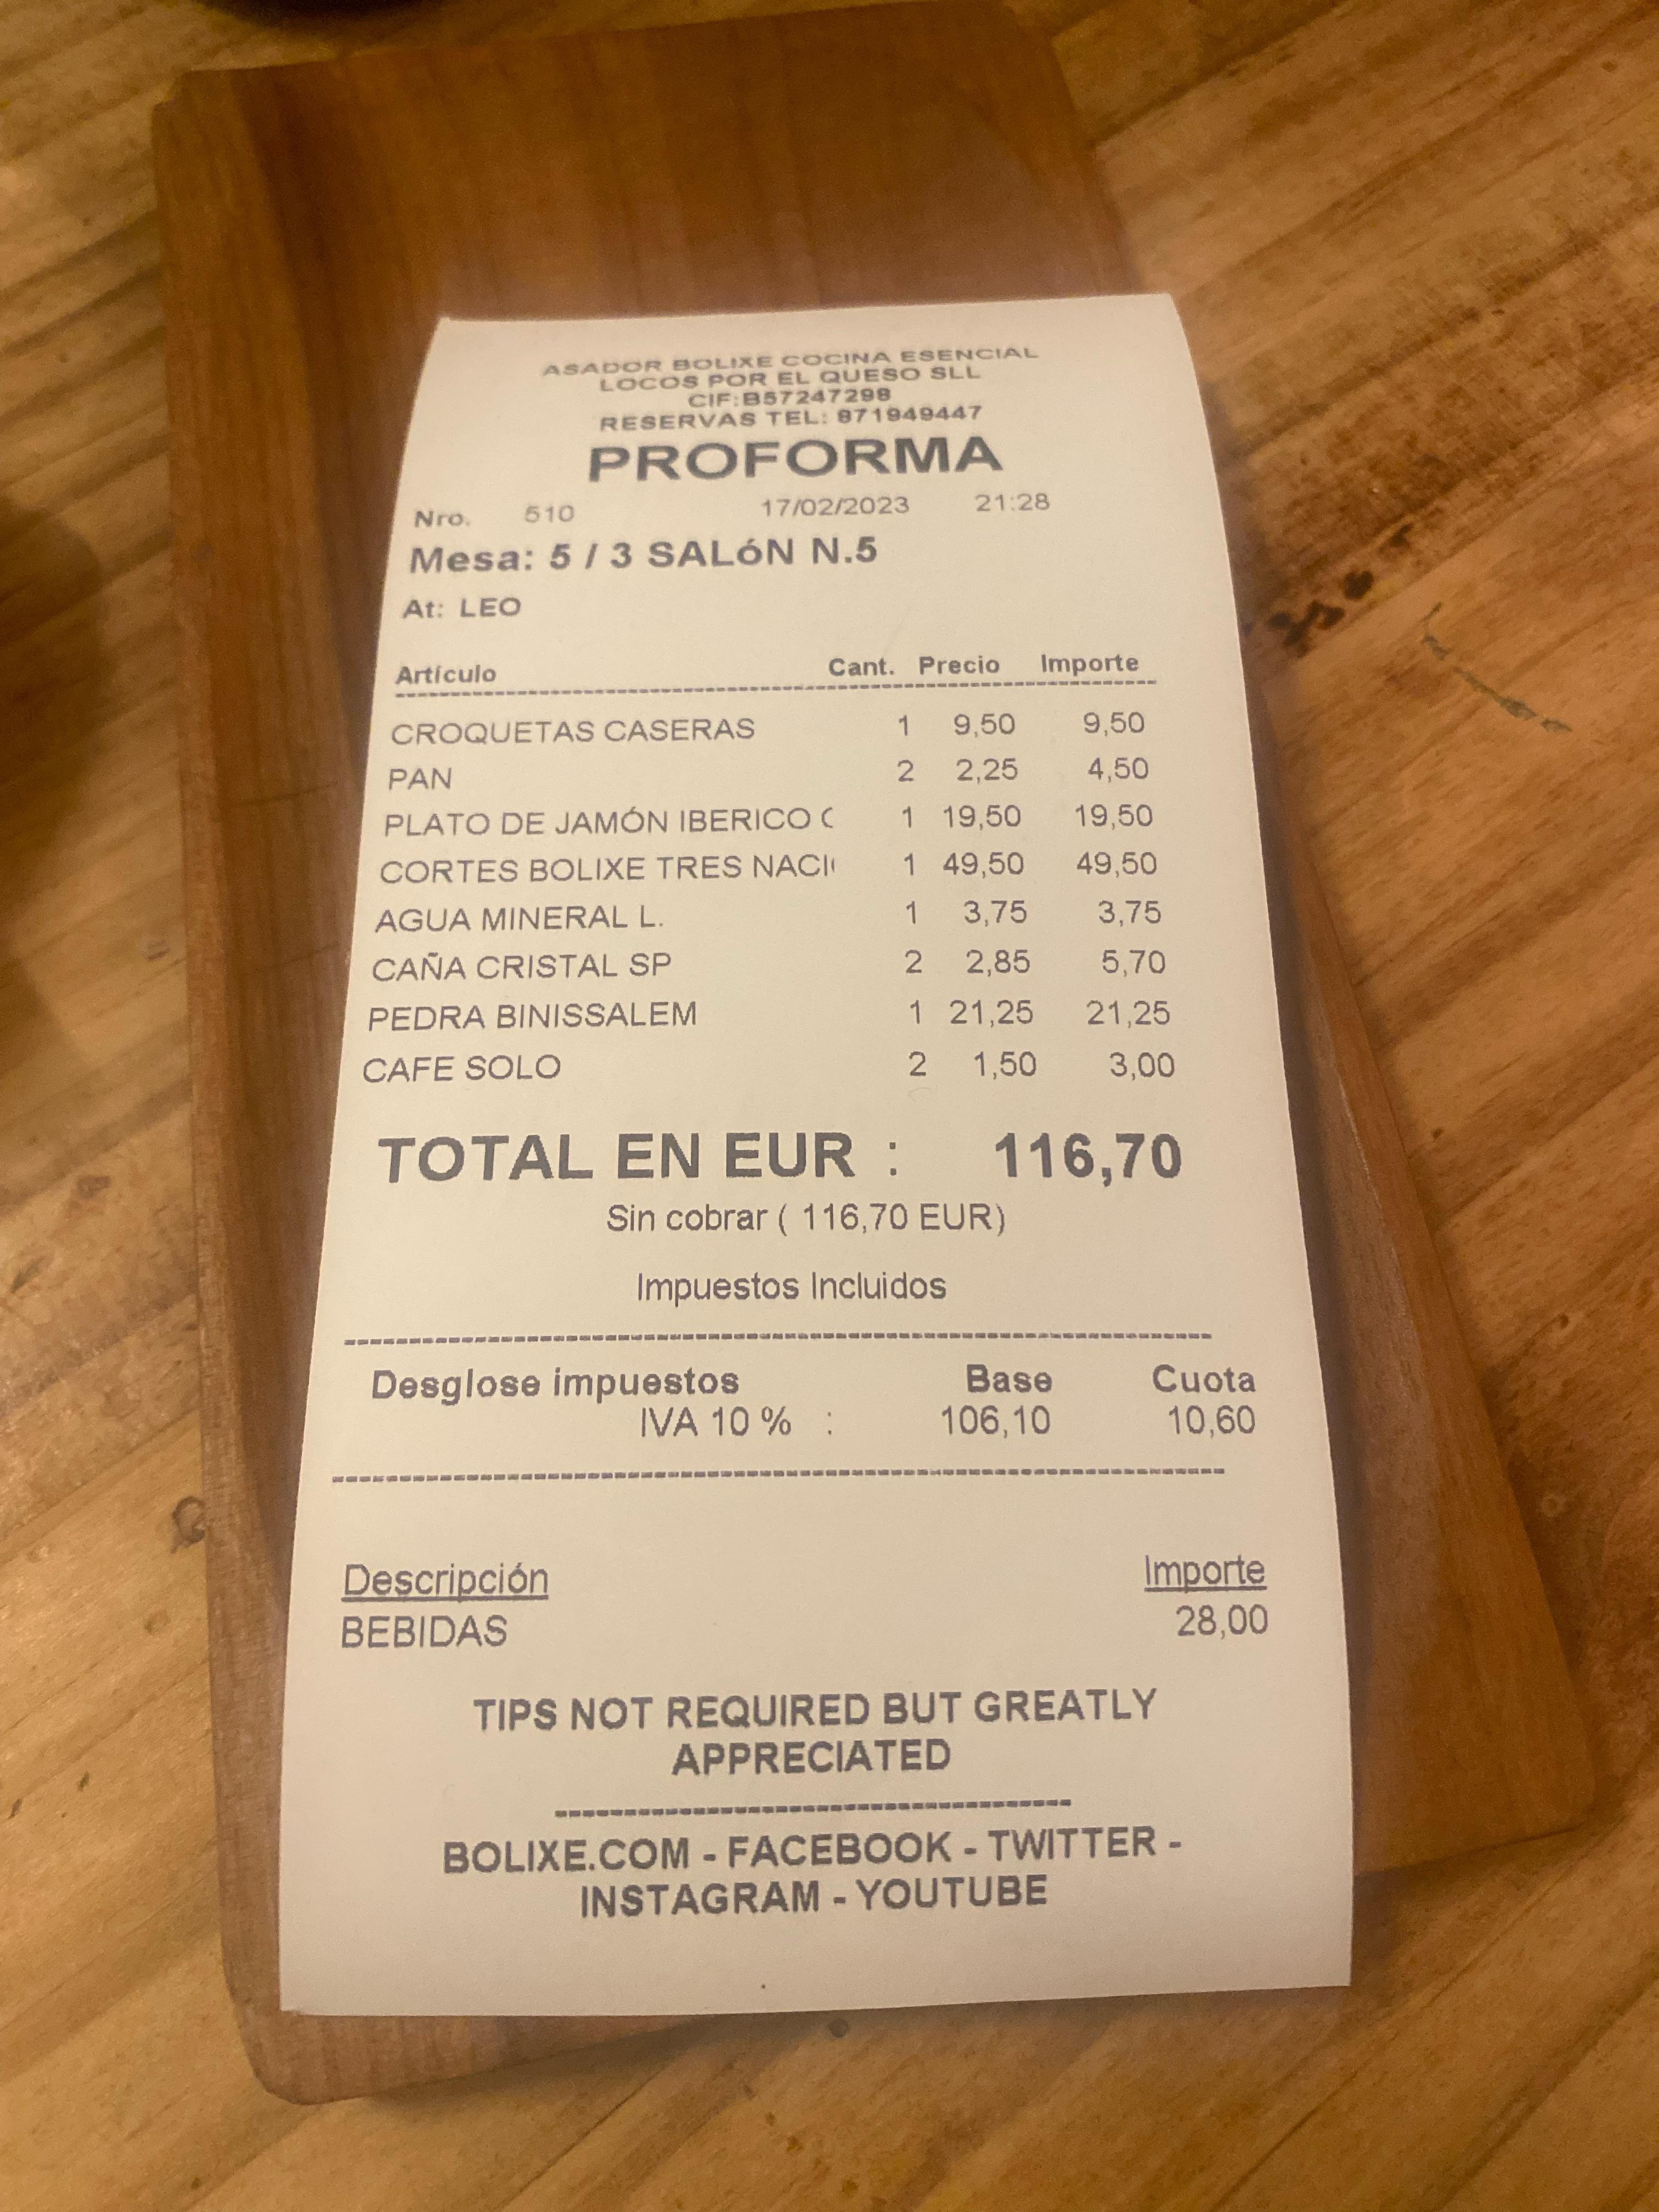 ASADOR BOLIXE COCINA ESENCIAL
LOCOS POR EL QUESO SLL
CIF:B57247298
RESERVAS TEL: 871949447
PROFORMA
Nro. 510 17/02/2023 21:28
Mesa: 5 / 3 SALóN N.5
At: LEO
Artículo Cant. Precio Importe
CROQUETAS CASERAS 1 9,50 9,50
PAN 2 2,25 4,50
PLATO DE JAMÓN IBERICO 1 19,50 19,50
CORTES BOLIXE TRES NACI 1 49,50 49,50
AGUA MINERAL L. 1 3,75 3,75
CAÑA CRISTAL SP 2 2,85 5,70
PEDRA BINISSALEM 1 21,25 21,25
CAFE SOLO 2 1,50 3,00
TOTAL EN EUR : 116,70
Sin cobrar ( 116,70 EUR)
Impuestos Incluidos
Desglose impuestos Base Cuota
IVA 10 % : 106,10 10,60
Descripción Importe
BEBIDAS 28,00
TIPS NOT REQUIRED BUT GREATLY
APPRECIATED
BOLIXE.COM - FACEBOOK - TWITTER -
INSTAGRAM - YOUTUBE